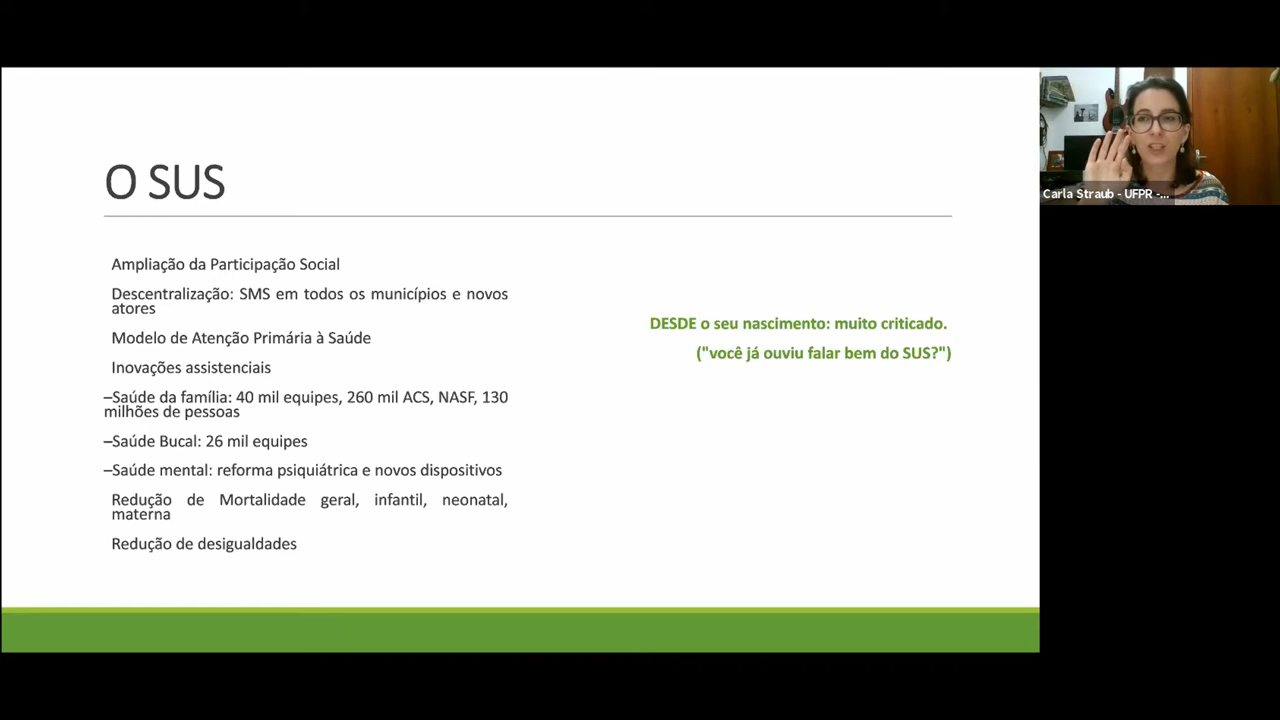 O SUS
Ampliação da Participação Social
Descentralização: SMS em todos os municípios e novos
atores
Modelo de Atenção Primária à Saúde
Inovações assistenciais
–Saúde da família: 40 mil equipes, 260 mil ACS, NASF, 130
milhões de pessoas
–Saúde Bucal: 26 mil equipes
–Saúde mental: reforma psiquiátrica e novos dispositivos
Redução de Mortalidade geral, infantil, neonatal,
materna
Redução de desigualdades
DESDE o seu nascimento: muito criticado.
("você já ouviu falar bem do SUS?")
Carla Straub - UFPR -...